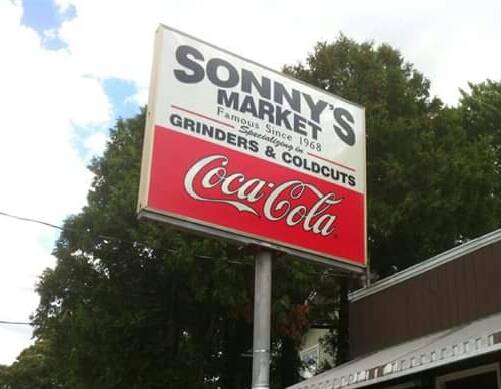 SONNY'S
MARKET
Famous Since 1968
Specializing in
GRINDERS & COLDCUTS
Coca-Cola